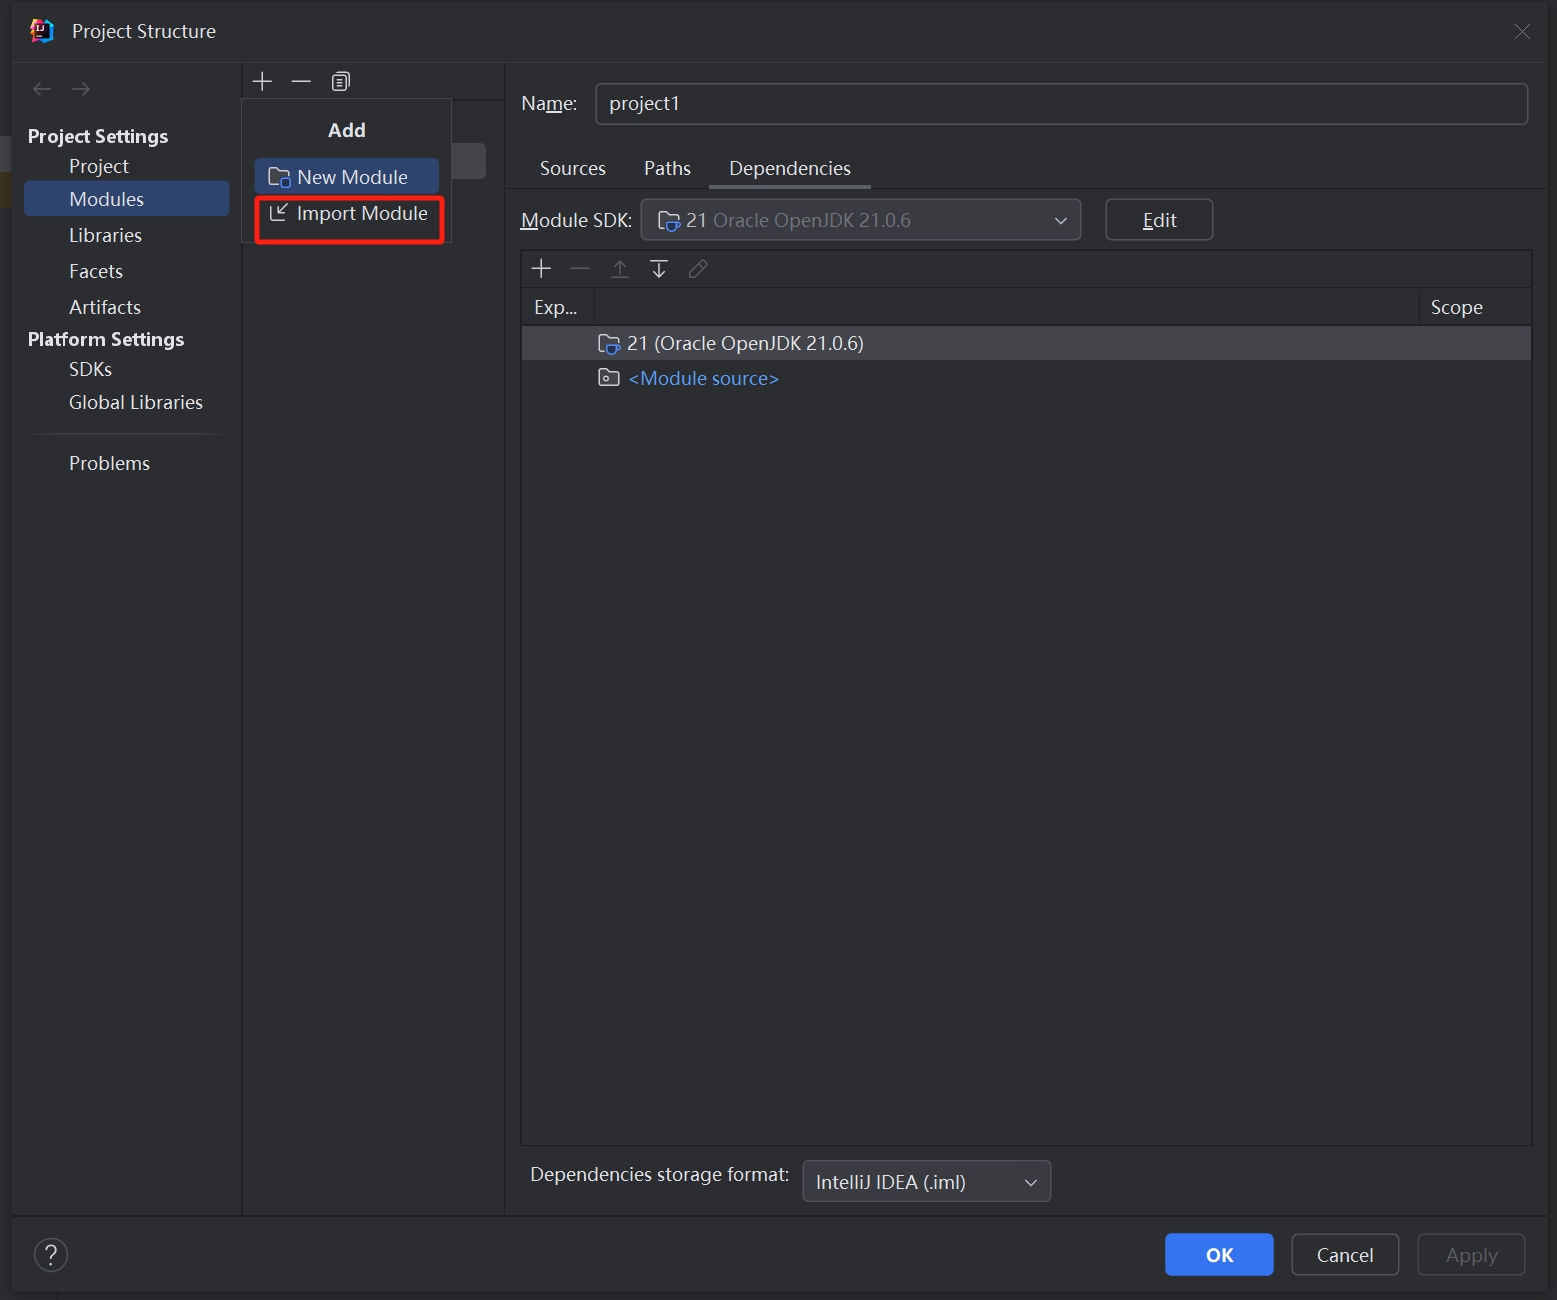 Project Structure
Project Settings
Project
Modules
Libraries
Facets
Artifacts
Platform Settings
SDKs
Global Libraries
Problems
Add
New Module
Import Module
Name: project1
Sources Paths Dependencies
Module SDK: 21 Oracle OpenJDK 21.0.6 Edit
Exp... Scope
21 (Oracle OpenJDK 21.0.6)
<Module source>
Dependencies storage format: IntelliJ IDEA (.iml)
? OK Cancel Apply